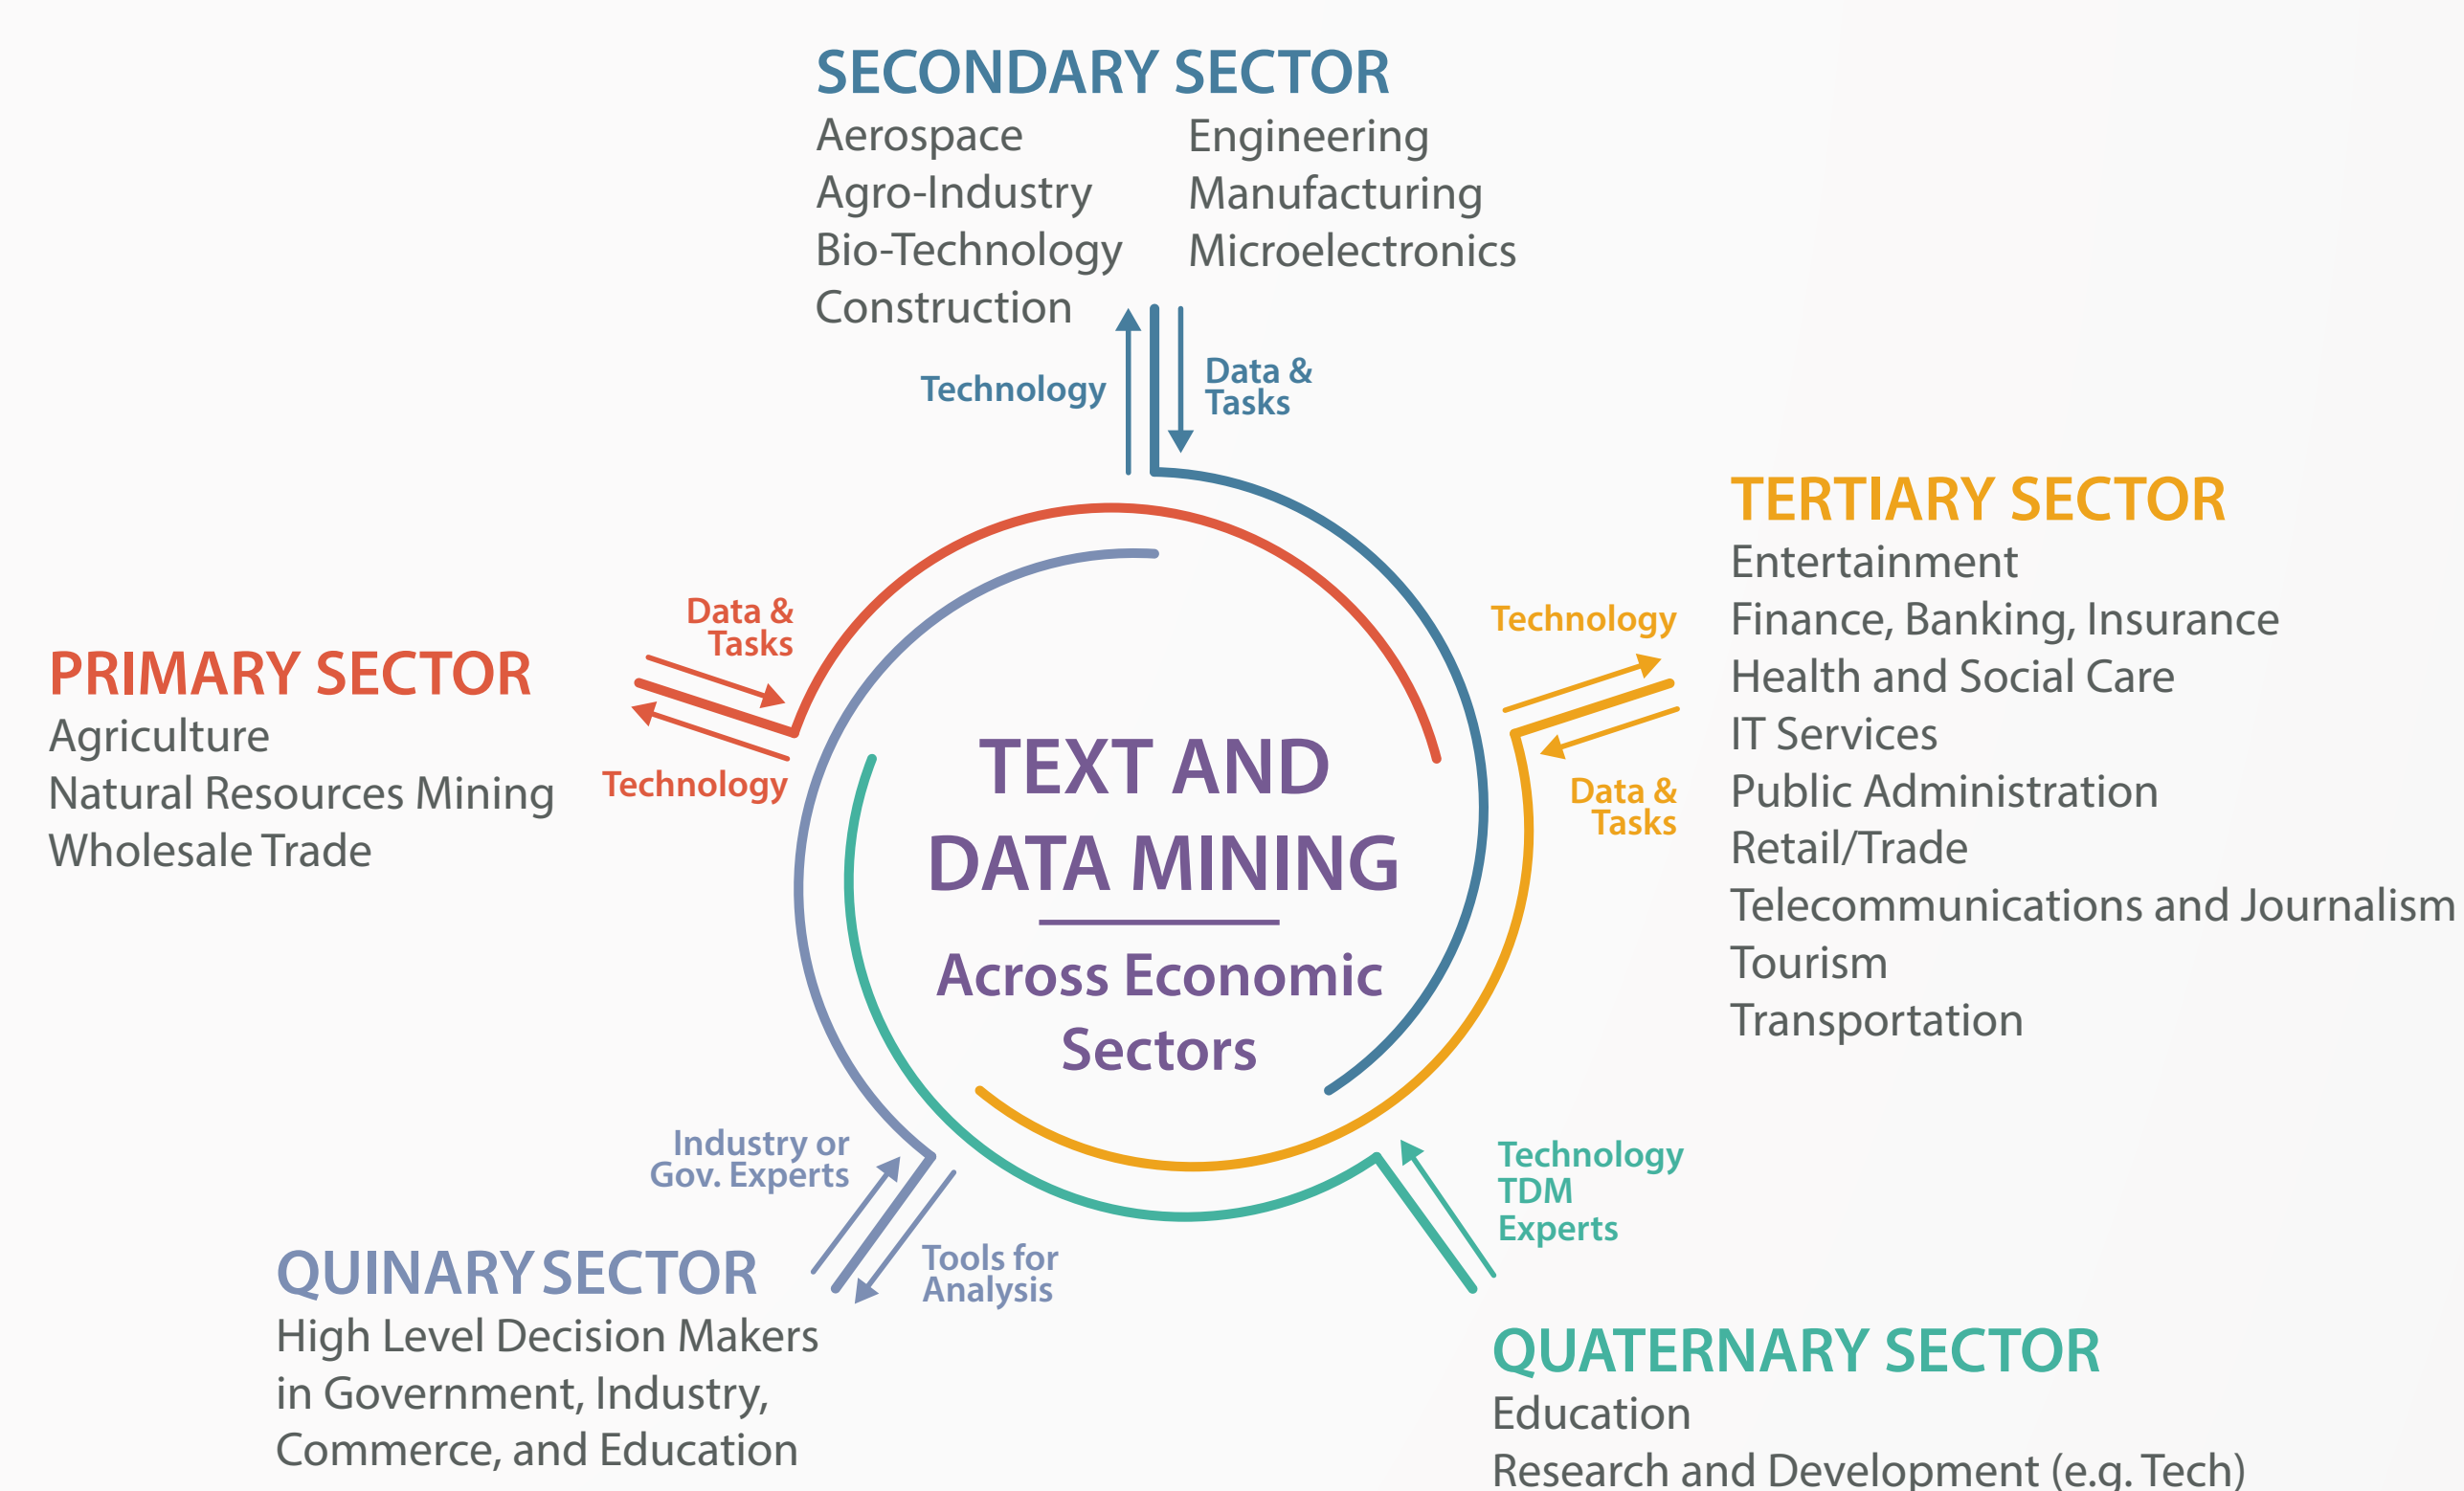 SECONDARY SECTOR
Aerospace
Agro-Industry
Bio-Technology
Construction
Engineering
Manufacturing
Microelectronics
Technology
Data &
Tasks
TERTIARY SECTOR
Entertainment
Finance, Banking, Insurance
Health and Social Care
IT Services
Public Administration
Retail/Trade
Telecommunications and Journalism
Tourism
Transportation
Technology
Data &
Tasks
PRIMARY SECTOR
Agriculture
Natural Resources Mining
Wholesale Trade
Data &
Tasks
Technology
TEXT AND
DATA MINING
Across Economic
Sectors
Industry or
Gov. Experts
Tools for
Analysis
QUINARY SECTOR
High Level Decision Makers
in Government, Industry,
Commerce, and Education
Technology
TDM
Experts
QUATERNARY SECTOR
Education
Research and Development (e.g. Tech)